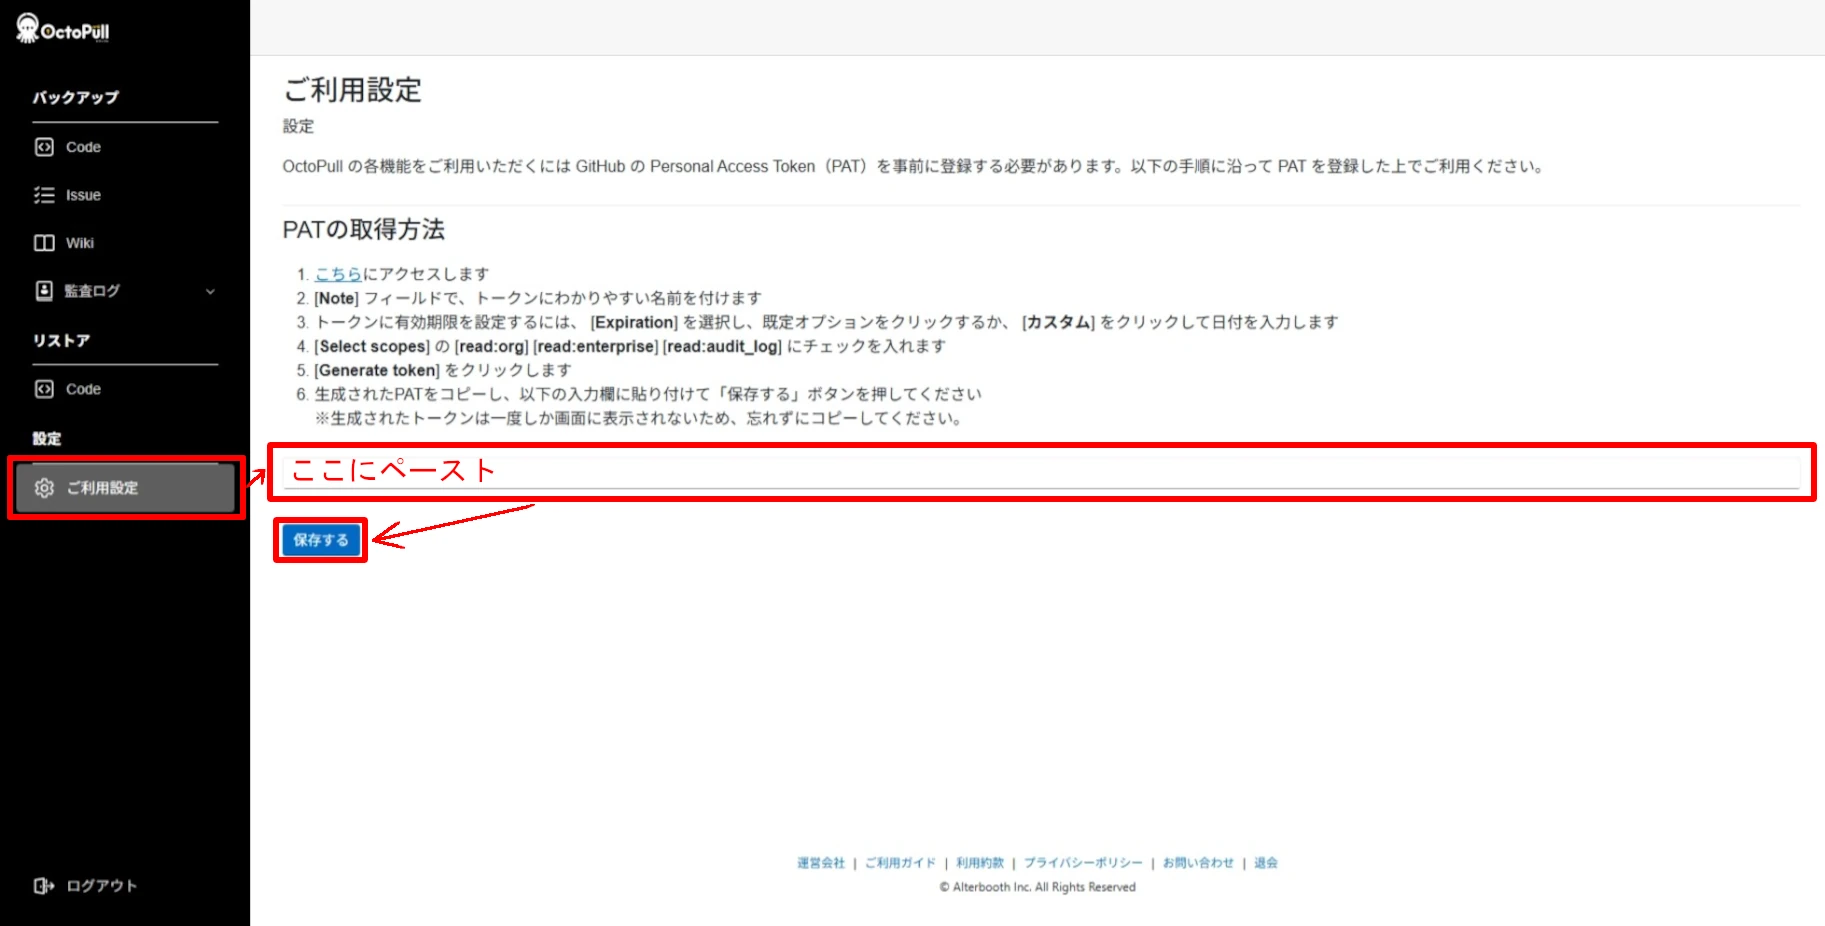 OctoPull
バックアップ
Code
Issue
Wiki
監査ログ
リストア
Code
設定
ご利用設定
ログアウト
ご利用設定
設定
OctoPull の各機能をご利用いただくには GitHub の Personal Access Token（PAT）を事前に登録する必要があります。以下の手順に沿って PAT を登録した上でご利用ください。
PATの取得方法
1. こちらにアクセスします
2. [Note] フィールドで、トークンにわかりやすい名前を付けます
3. トークンに有効期限を設定するには、 [Expiration] を選択し、既定オプションをクリックするか、 [カスタム] をクリックして日付を入力します
4. [Select scopes] の [read:org] [read:enterprise] [read:audit_log] にチェックを入れます
5. [Generate token] をクリックします
6. 生成されたPATをコピーし、以下の入力欄に貼り付けて「保存する」ボタンを押してください
※生成されたトークンは一度しか画面に表示されないため、忘れずにコピーしてください。
ここにペースト
保存する
運営会社 | ご利用ガイド | 利用約款 | プライバシーポリシー | お問い合わせ | 退会
© Alterbooth Inc. All Rights Reserved